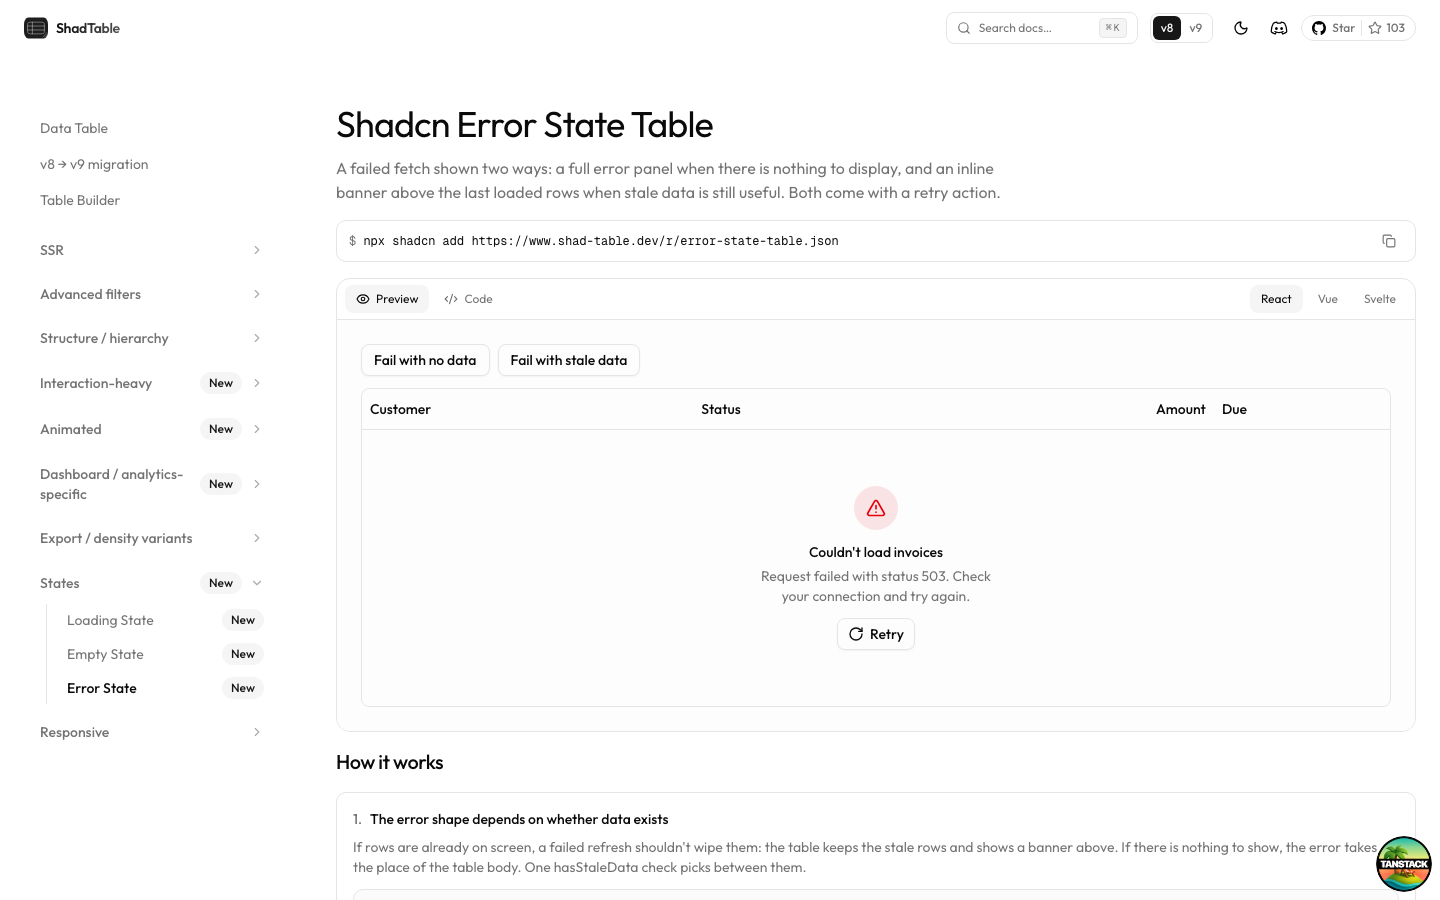 ShadTable
Search docs...
⌘K
v8
v9
Star
103
Data Table
v8 → v9 migration
Table Builder
SSR
Advanced filters
Structure / hierarchy
Interaction-heavy
New
Animated
New
Dashboard / analytics-
specific
New
Export / density variants
States
New
Loading State
New
Empty State
New
Error State
New
Responsive
Shadcn Error State Table
A failed fetch shown two ways: a full error panel when there is nothing to display, and an inline
banner above the last loaded rows when stale data is still useful. Both come with a retry action.
$ npx shadcn add https://www.shad-table.dev/r/error-state-table.json
Preview
Code
React
Vue
Svelte
Fail with no data
Fail with stale data
Customer
Status
Amount
Due
Couldn't load invoices
Request failed with status 503. Check
your connection and try again.
Retry
How it works
1. The error shape depends on whether data exists
If rows are already on screen, a failed refresh shouldn't wipe them: the table keeps the stale rows and shows a banner above. If there is nothing to show, the error takes
the place of the table body. One hasStaleData check picks between them.
TANSTACK